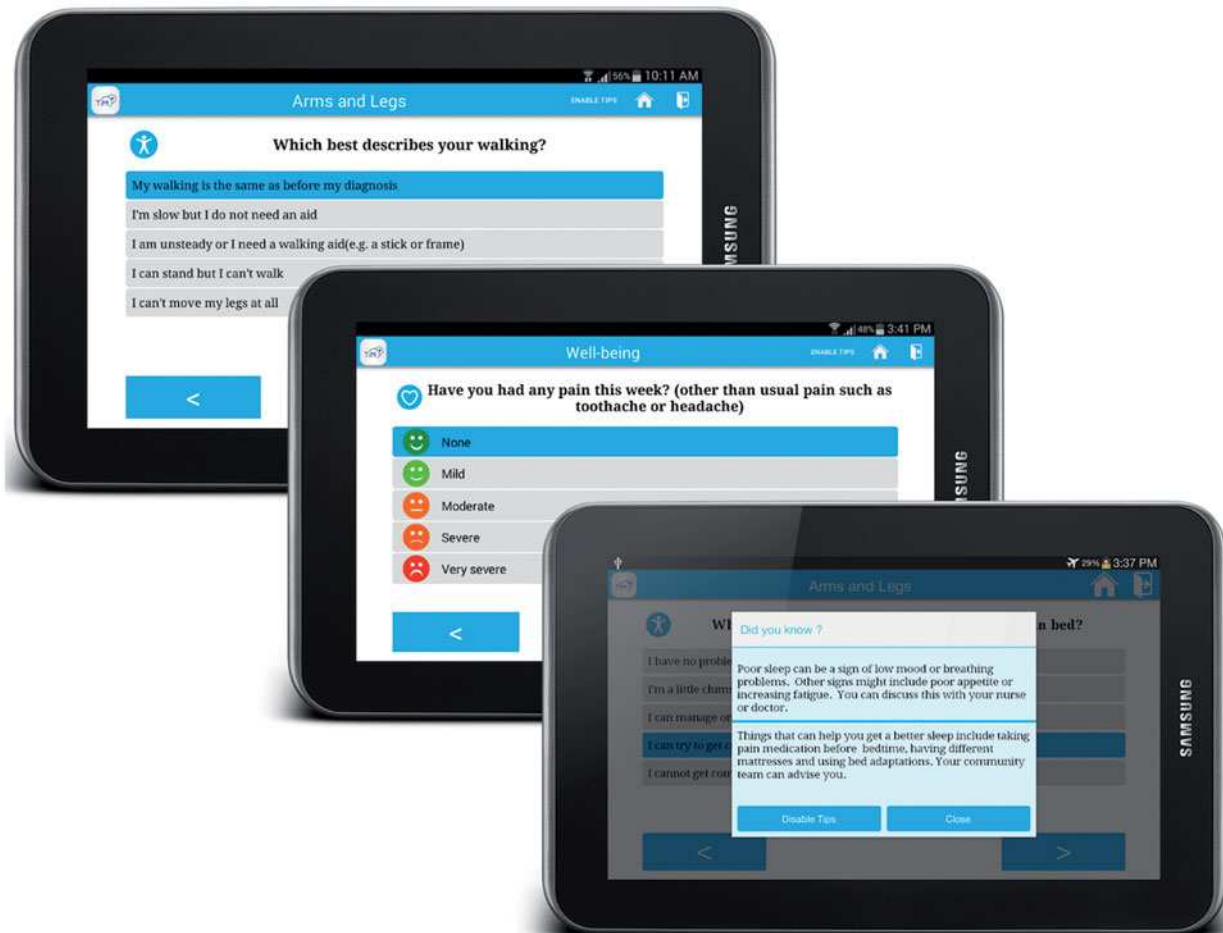 56% 10:11 AM
TiM
Arms and Legs
ENABLE TIPS
Which best describes your walking?
My walking is the same as before my diagnosis
I'm slow but I do not need an aid
I am unsteady or I need a walking aid(e.g. a stick or frame)
I can stand but I can't walk
I can't move my legs at all
<
SAMSUNG
48% 3:41 PM
TiM
Well-being
ENABLE TIPS
Have you had any pain this week? (other than usual pain such as
toothache or headache)
None
Mild
Moderate
Severe
Very severe
<
SAMSUNG
29% 3:37 PM
Arms and Legs
in bed?
Did you know ?
I have no
I'm a little
I can manage
I can try to get
I cannot get
Poor sleep can be a sign of low mood or breathing
problems. Other signs might include poor appetite or
increasing fatigue. You can discuss this with your nurse
or doctor.
Things that can help you get a better sleep include taking
pain medication before bedtime, having different
mattresses and using bed adaptations. Your community
team can advise you.
Disable Tips
Close
<
>
SAMSUNG